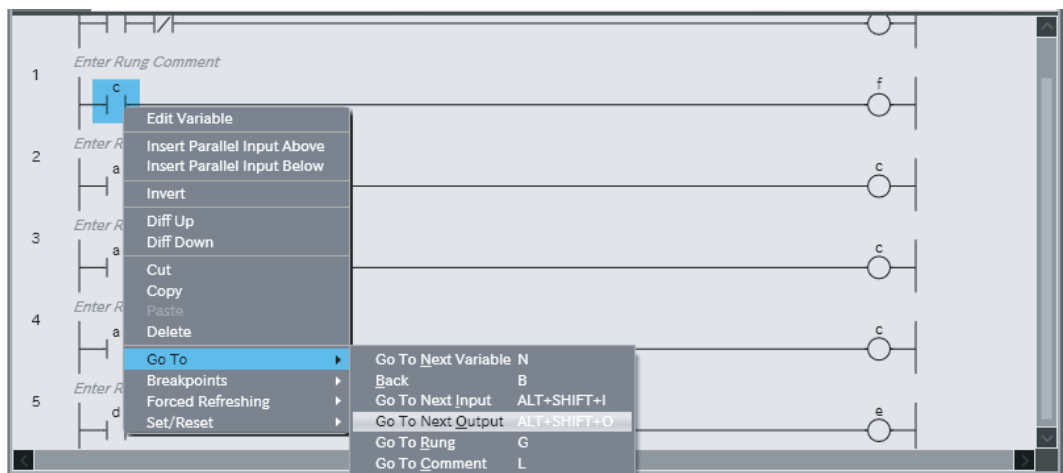 Enter Rung Comment
1
c
f
Edit Variable
Enter R
Insert Parallel Input Above
2
a
Insert Parallel Input Below
c
Invert
Enter R
Diff Up
3
a
Diff Down
c
Cut
Copy
Enter R
Paste
4
a
Delete
c
Go To
Go To Next Variable N
Breakpoints
Back B
Enter R
5
Forced Refreshing
Go To Next Input ALT+SHIFT+I
d
Set/Reset
Go To Next Output ALT+SHIFT+O
e
Go To Rung G
Go To Comment L